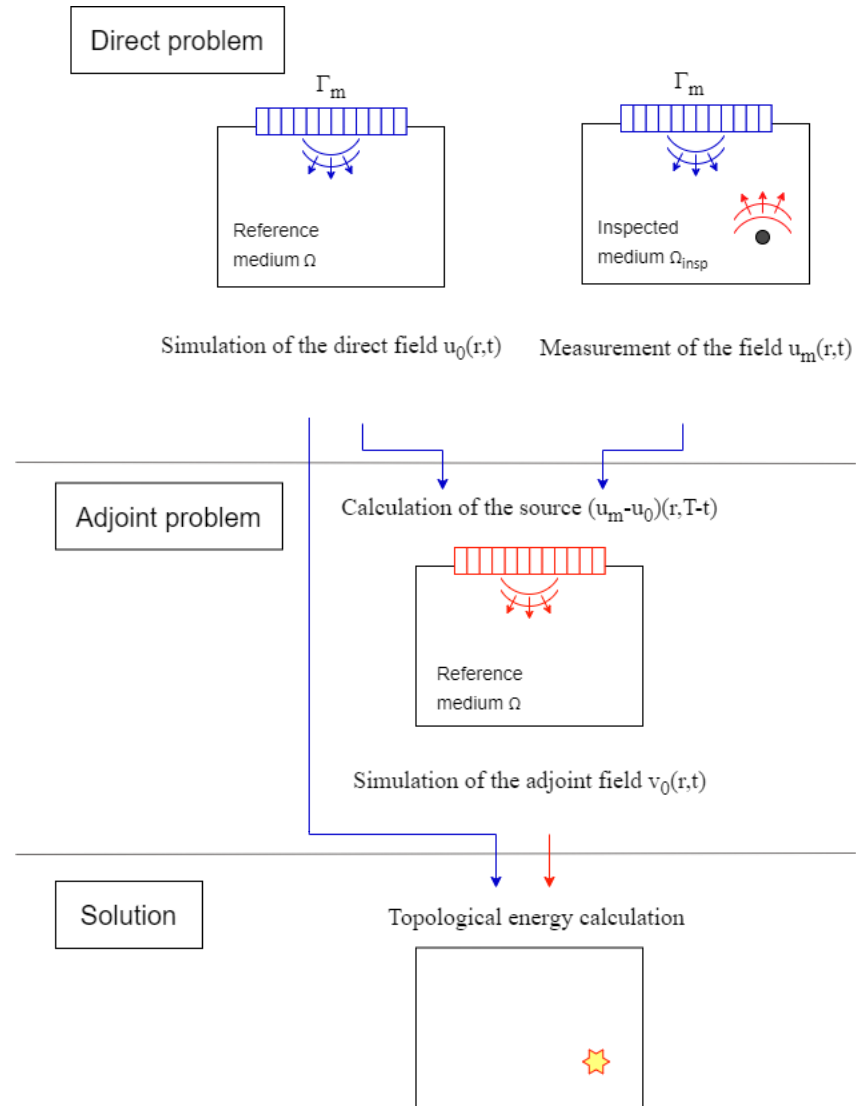 Direct problem
Γm
Γm
Reference
medium Ω
Inspected
medium Ωinsp
Simulation of the direct field u0(r,t)
Measurement of the field um(r,t)
Adjoint problem
Calculation of the source (um-u0)(r,T-t)
Reference
medium Ω
Simulation of the adjoint field v0(r,t)
Solution
Topological energy calculation